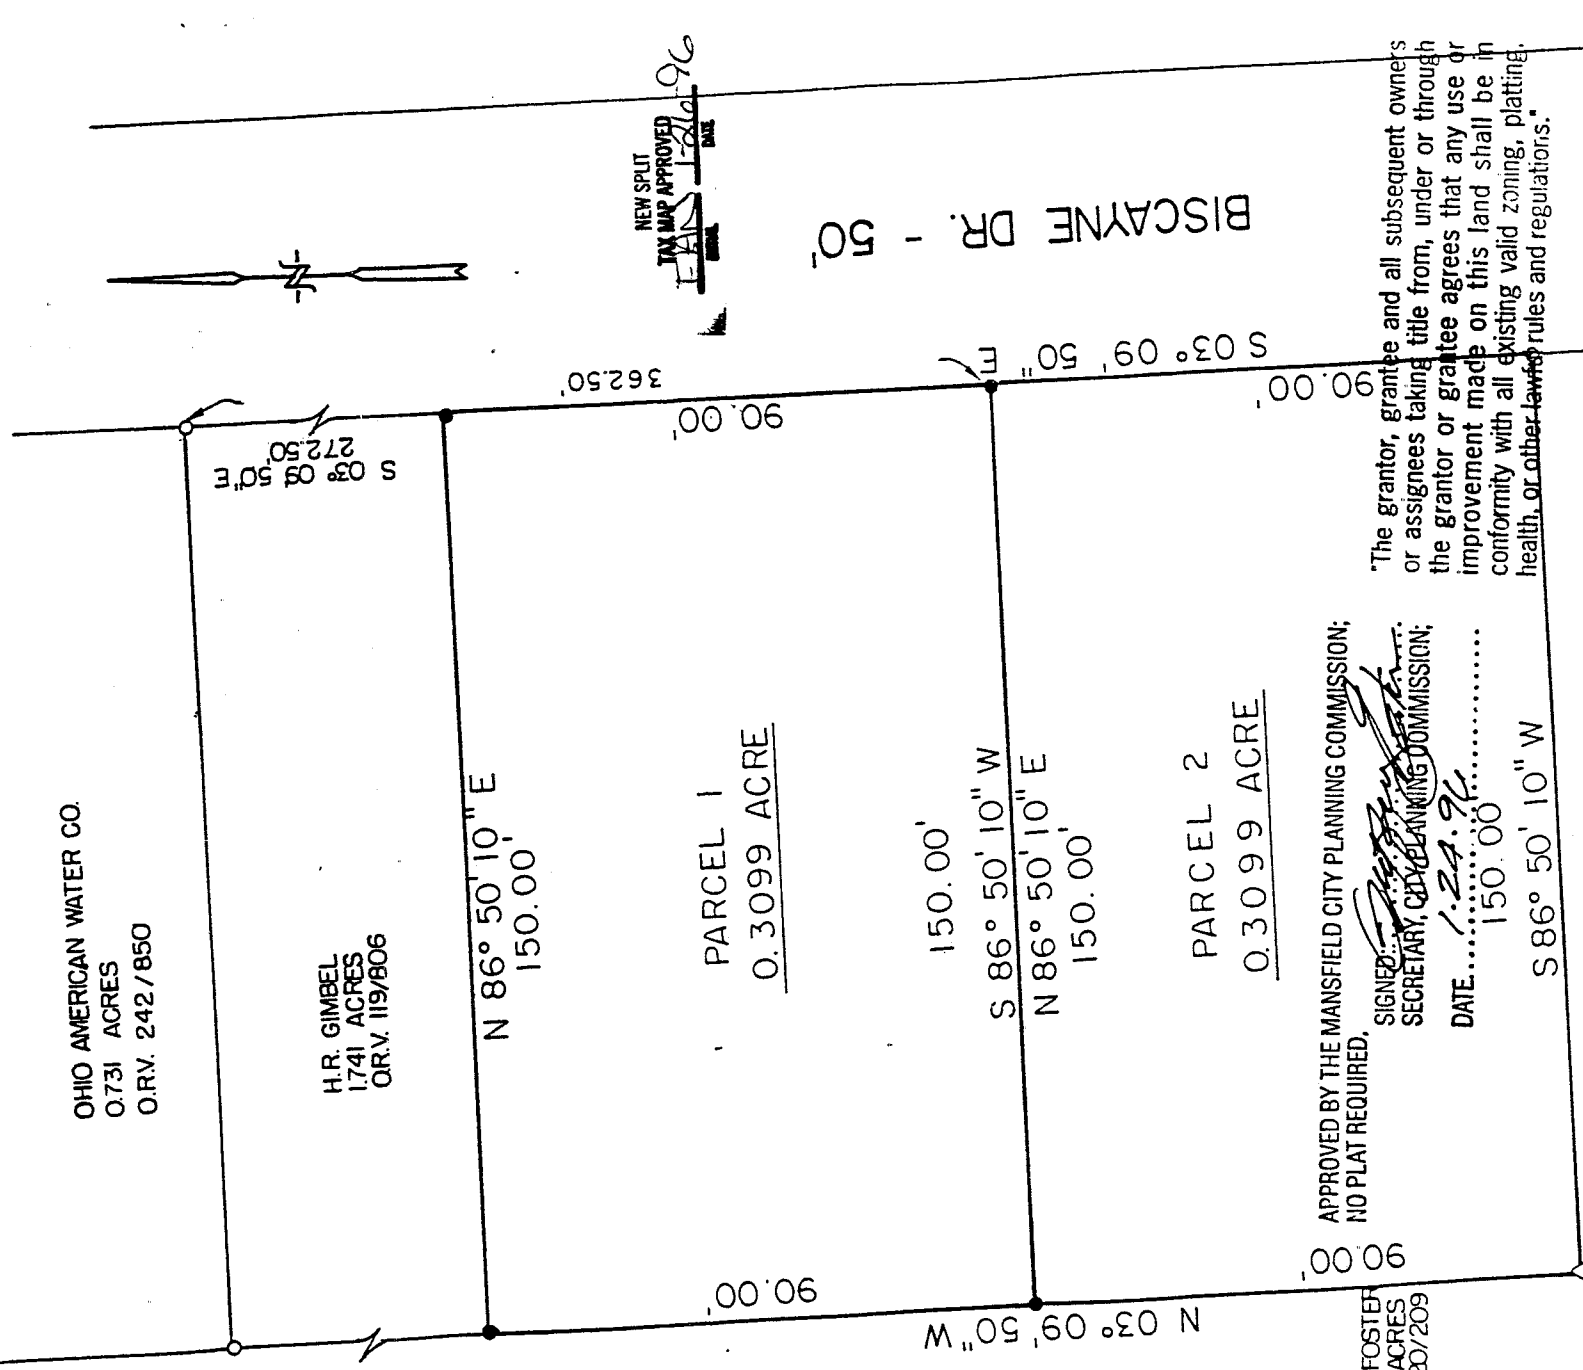 OHIO AMERICAN WATER CO.
0.731 ACRES
O.R.V. 242/850
H.R. GIMBEL
1.741 ACRES
O.R.V. 119/806
S 03° 09' 50" E
272.50'
362.50'
90.00'
N 86° 50' 10" E
150.00'
PARCEL 1
0.3099 ACRE
90.00'
150.00'
S 86° 50' 10" W
N 86° 50' 10" E
150.00'
PARCEL 2
0.3099 ACRE
N 03° 09' 50" W
90.00'
S 03° 09' 50" E
90.00'
BISCAYNE DR. - 50'
NEW SPLIT
TAX MAP APPROVED
1-26-96
INITIAL DATE
N
APPROVED BY THE MANSFIELD CITY PLANNING COMMISSION;
NO PLAT REQUIRED,
SIGNED
SECRETARY, CITY PLANNING COMMISSION;
DATE 1.24.96
150.00
S 86° 50' 10" W
"The grantor, grantee and all subsequent owners
or assignees taking title from, under or through
the grantor or grantee agrees that any use or
improvement made on this land shall be in
conformity with all existing valid zoning, platting,
health, or other lawful rules and regulations."
FOSTER
ACRES
20/209